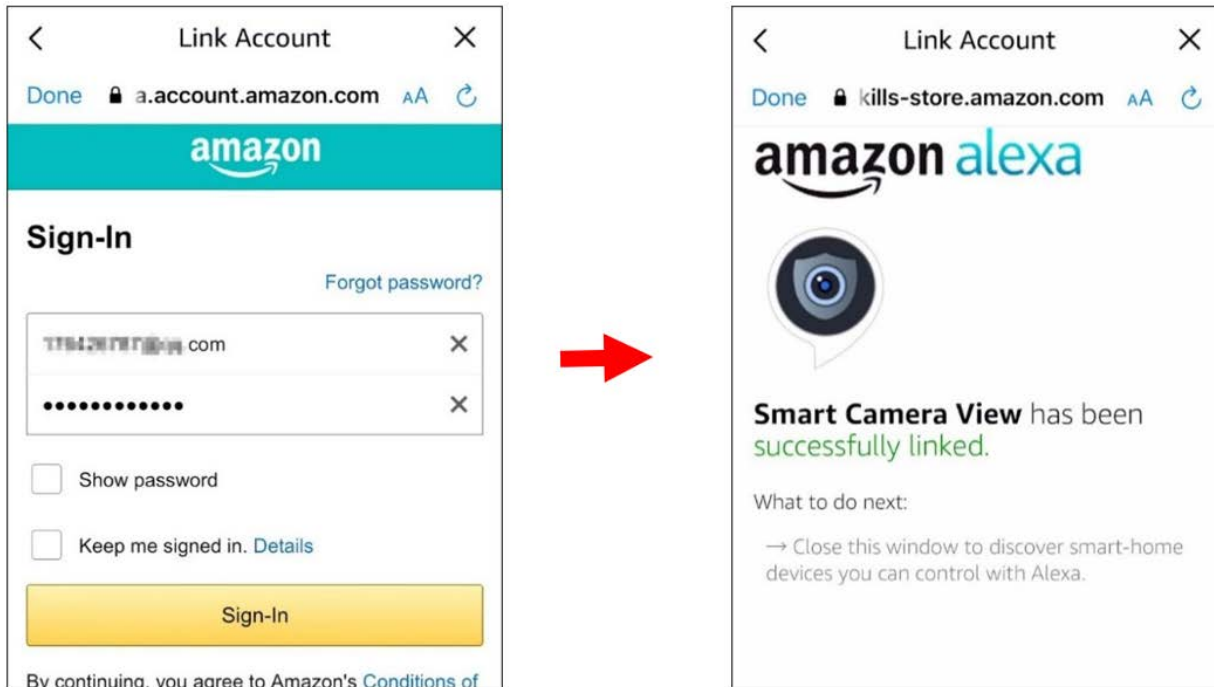 Link Account
Done a.account.amazon.com AA
amazon
Sign-In
Forgot password?
.com
Show password
Keep me signed in. Details
Sign-In
By continuing, you agree to Amazon's Conditions of
Link Account
Done kills-store.amazon.com AA
amazon alexa
Smart Camera View has been
successfully linked.
What to do next:
→ Close this window to discover smart-home
devices you can control with Alexa.